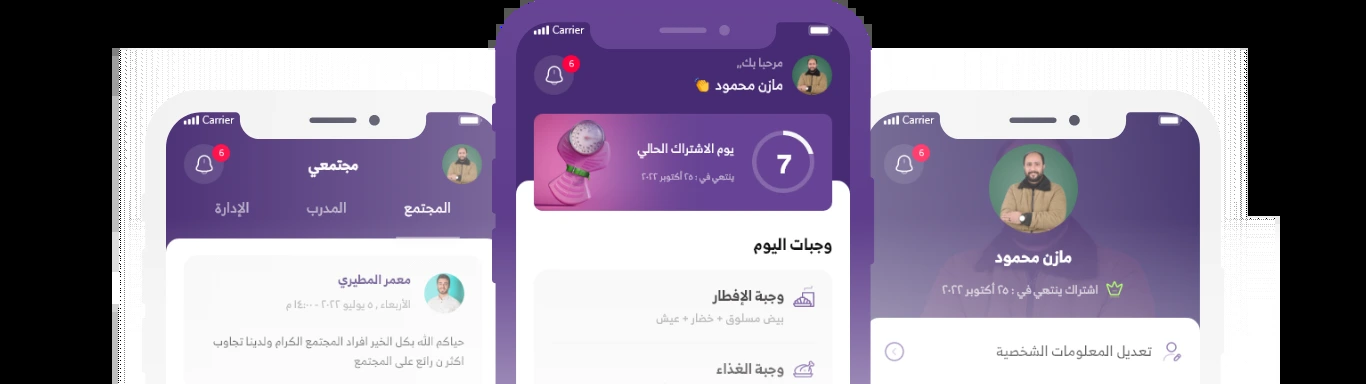 Carrier
6
مجتمعي
المجتمع
المدرب
الإدارة
معمر المطيري
الأربعاء , ٥ يوليو ٢٠٢٢ - ١٤:٠٠ م
حياكم الله بكل الخير افراد المجتمع الكرام ولدينا تجاوب
اكثر ن رائع على المجتمع
Carrier
6
مرحبا بك,,
مازن محمود 👏
7
يوم الاشتراك الحالي
ينتهي في : ٢٥ أكتوبر ٢٠٢٢
وجبات اليوم
وجبة الإفطار
بيض مسلوق + خضار + عيش
وجبة الغذاء
Carrier
6
مازن محمود
اشتراك ينتهي في : ٢٥ أكتوبر ٢٠٢٢
تعديل المعلومات الشخصية